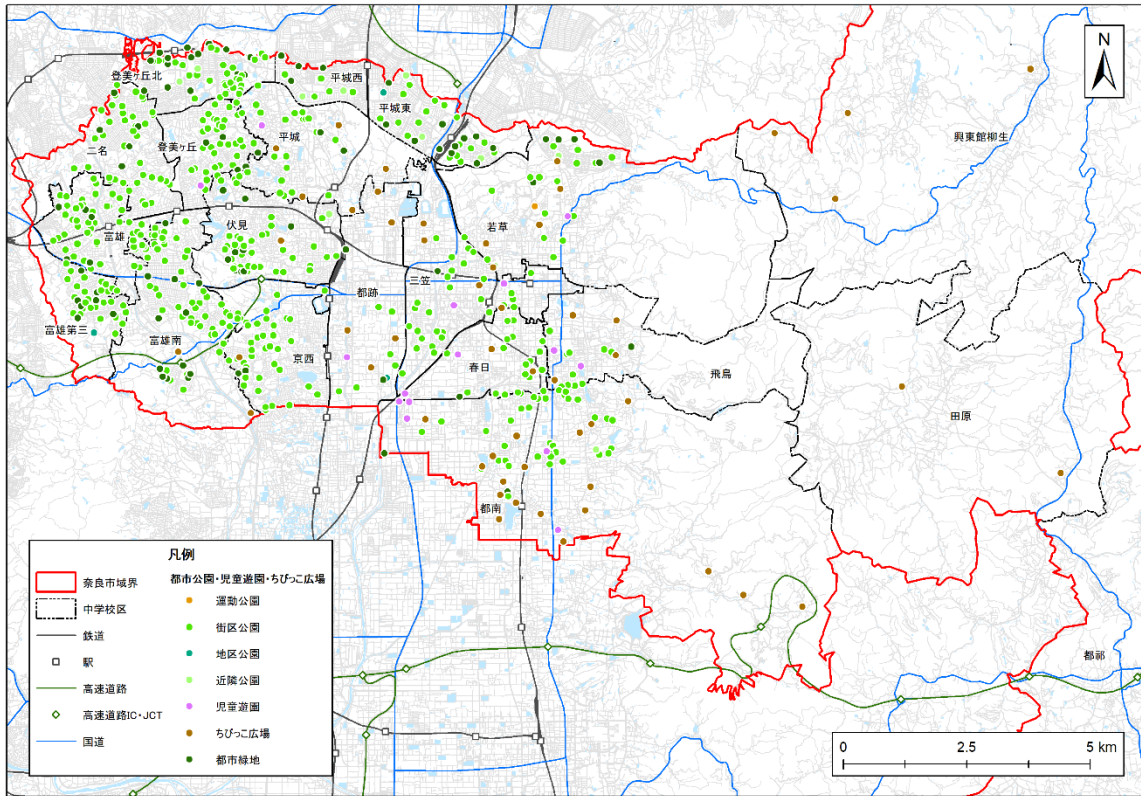 N
登美ヶ丘北
平城西
平城東
興東館柳生
登美ヶ丘
平城
二名
富雄
伏見
若草
三笠
都跡
富雄第三
富雄南
京西
春日
飛鳥
田原
都南
都祁
凡例
都市公園・児童遊園・ちびっこ広場
奈良市域界
中学校区
鉄道
駅
高速道路
高速道路IC・JCT
国道
運動公園
街区公園
地区公園
近隣公園
児童遊園
ちびっこ広場
都市緑地
0 2.5 5 km